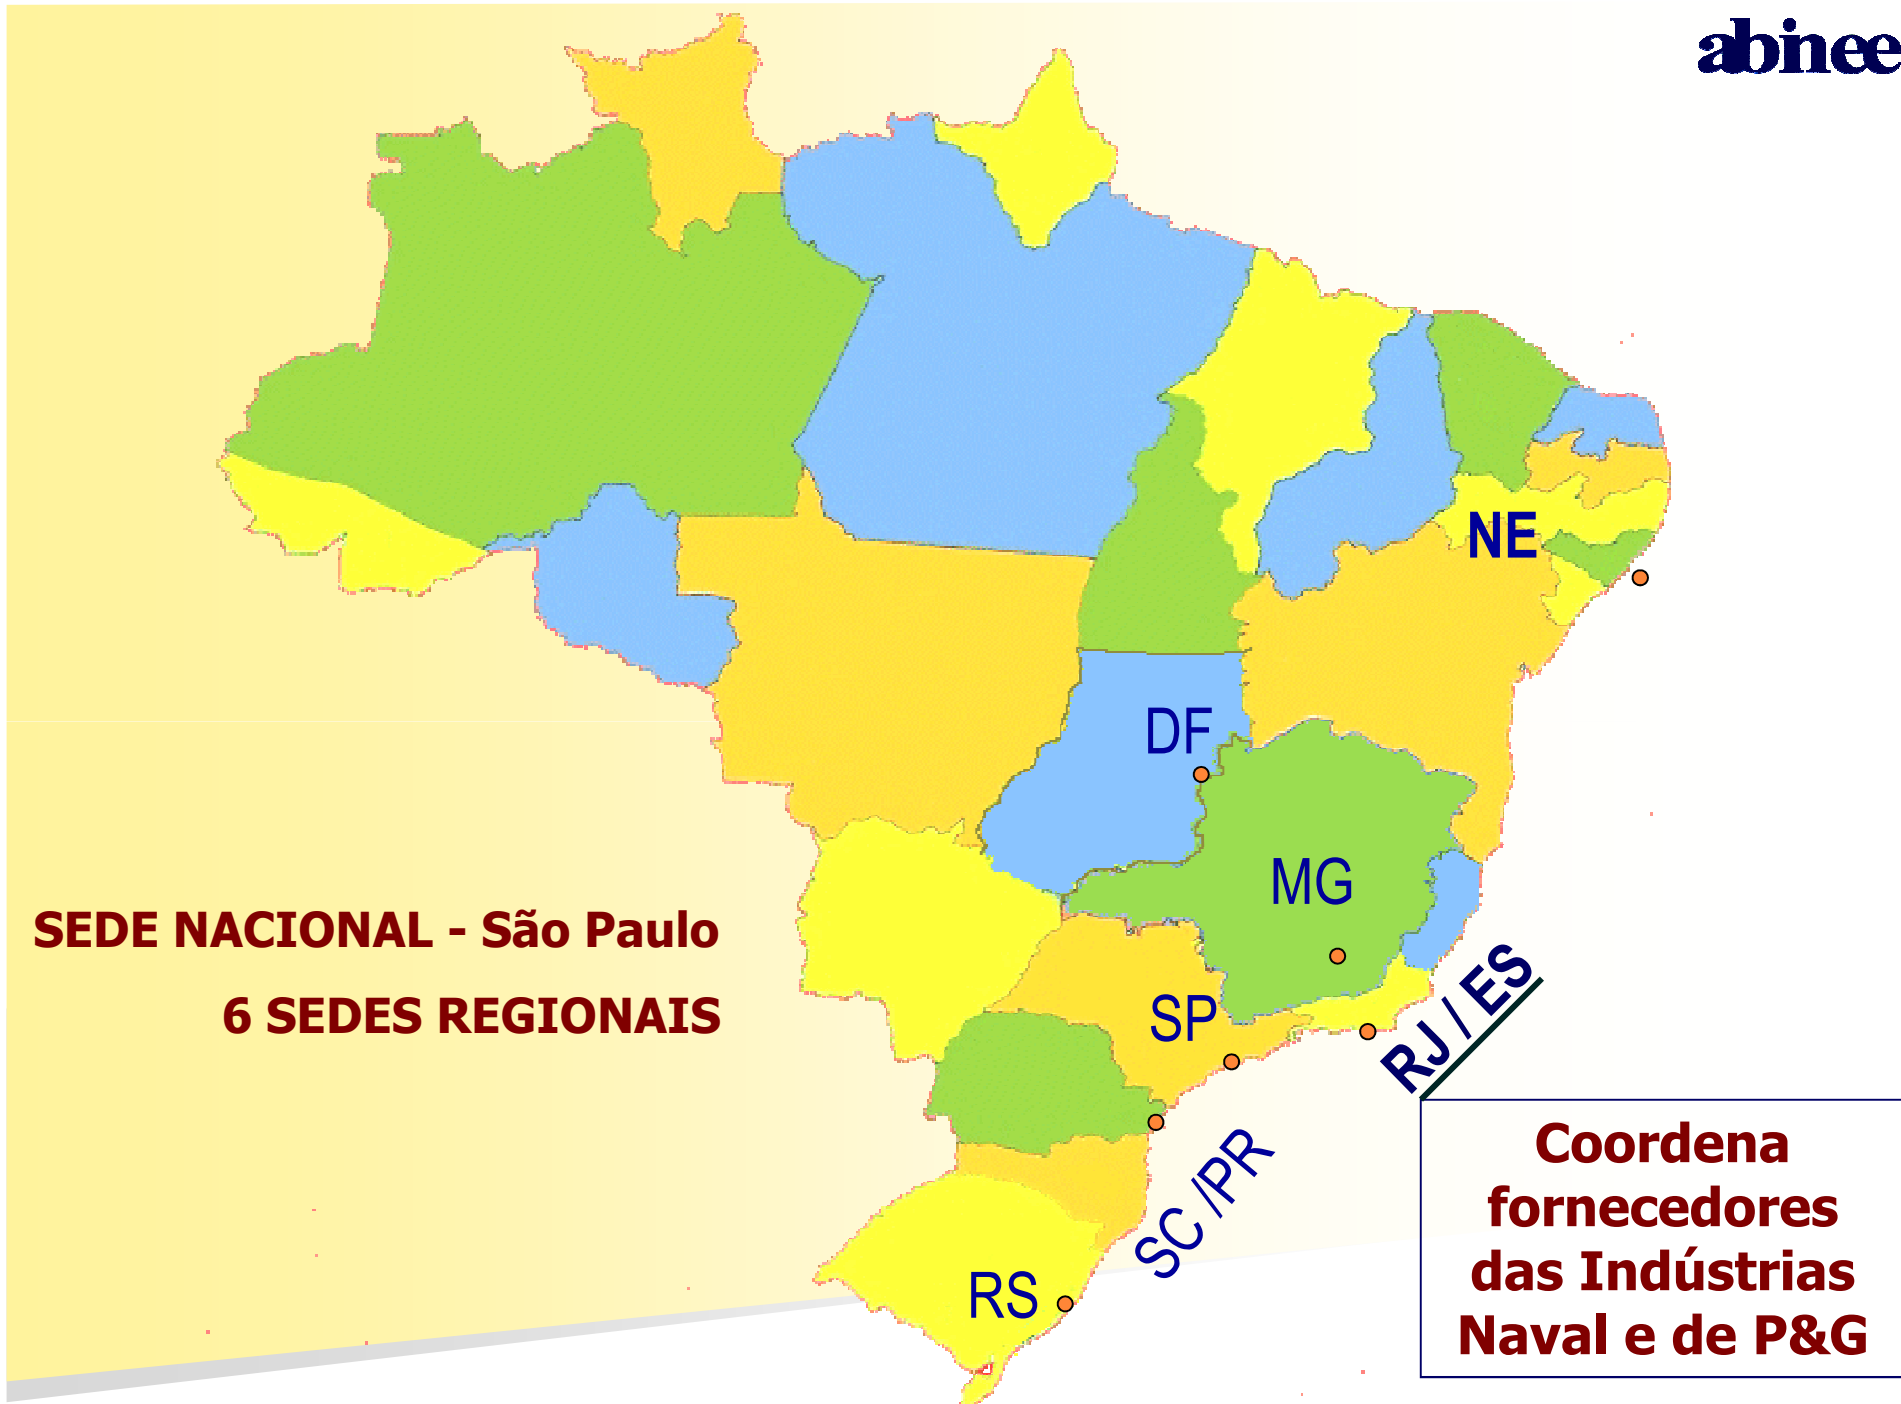 abinee
NE
DF
MG
SEDE NACIONAL - São Paulo
6 SEDES REGIONAIS
SP
RJ / ES
SC /PR
RS
Coordena
fornecedores
das Indústrias
Naval e de P&G